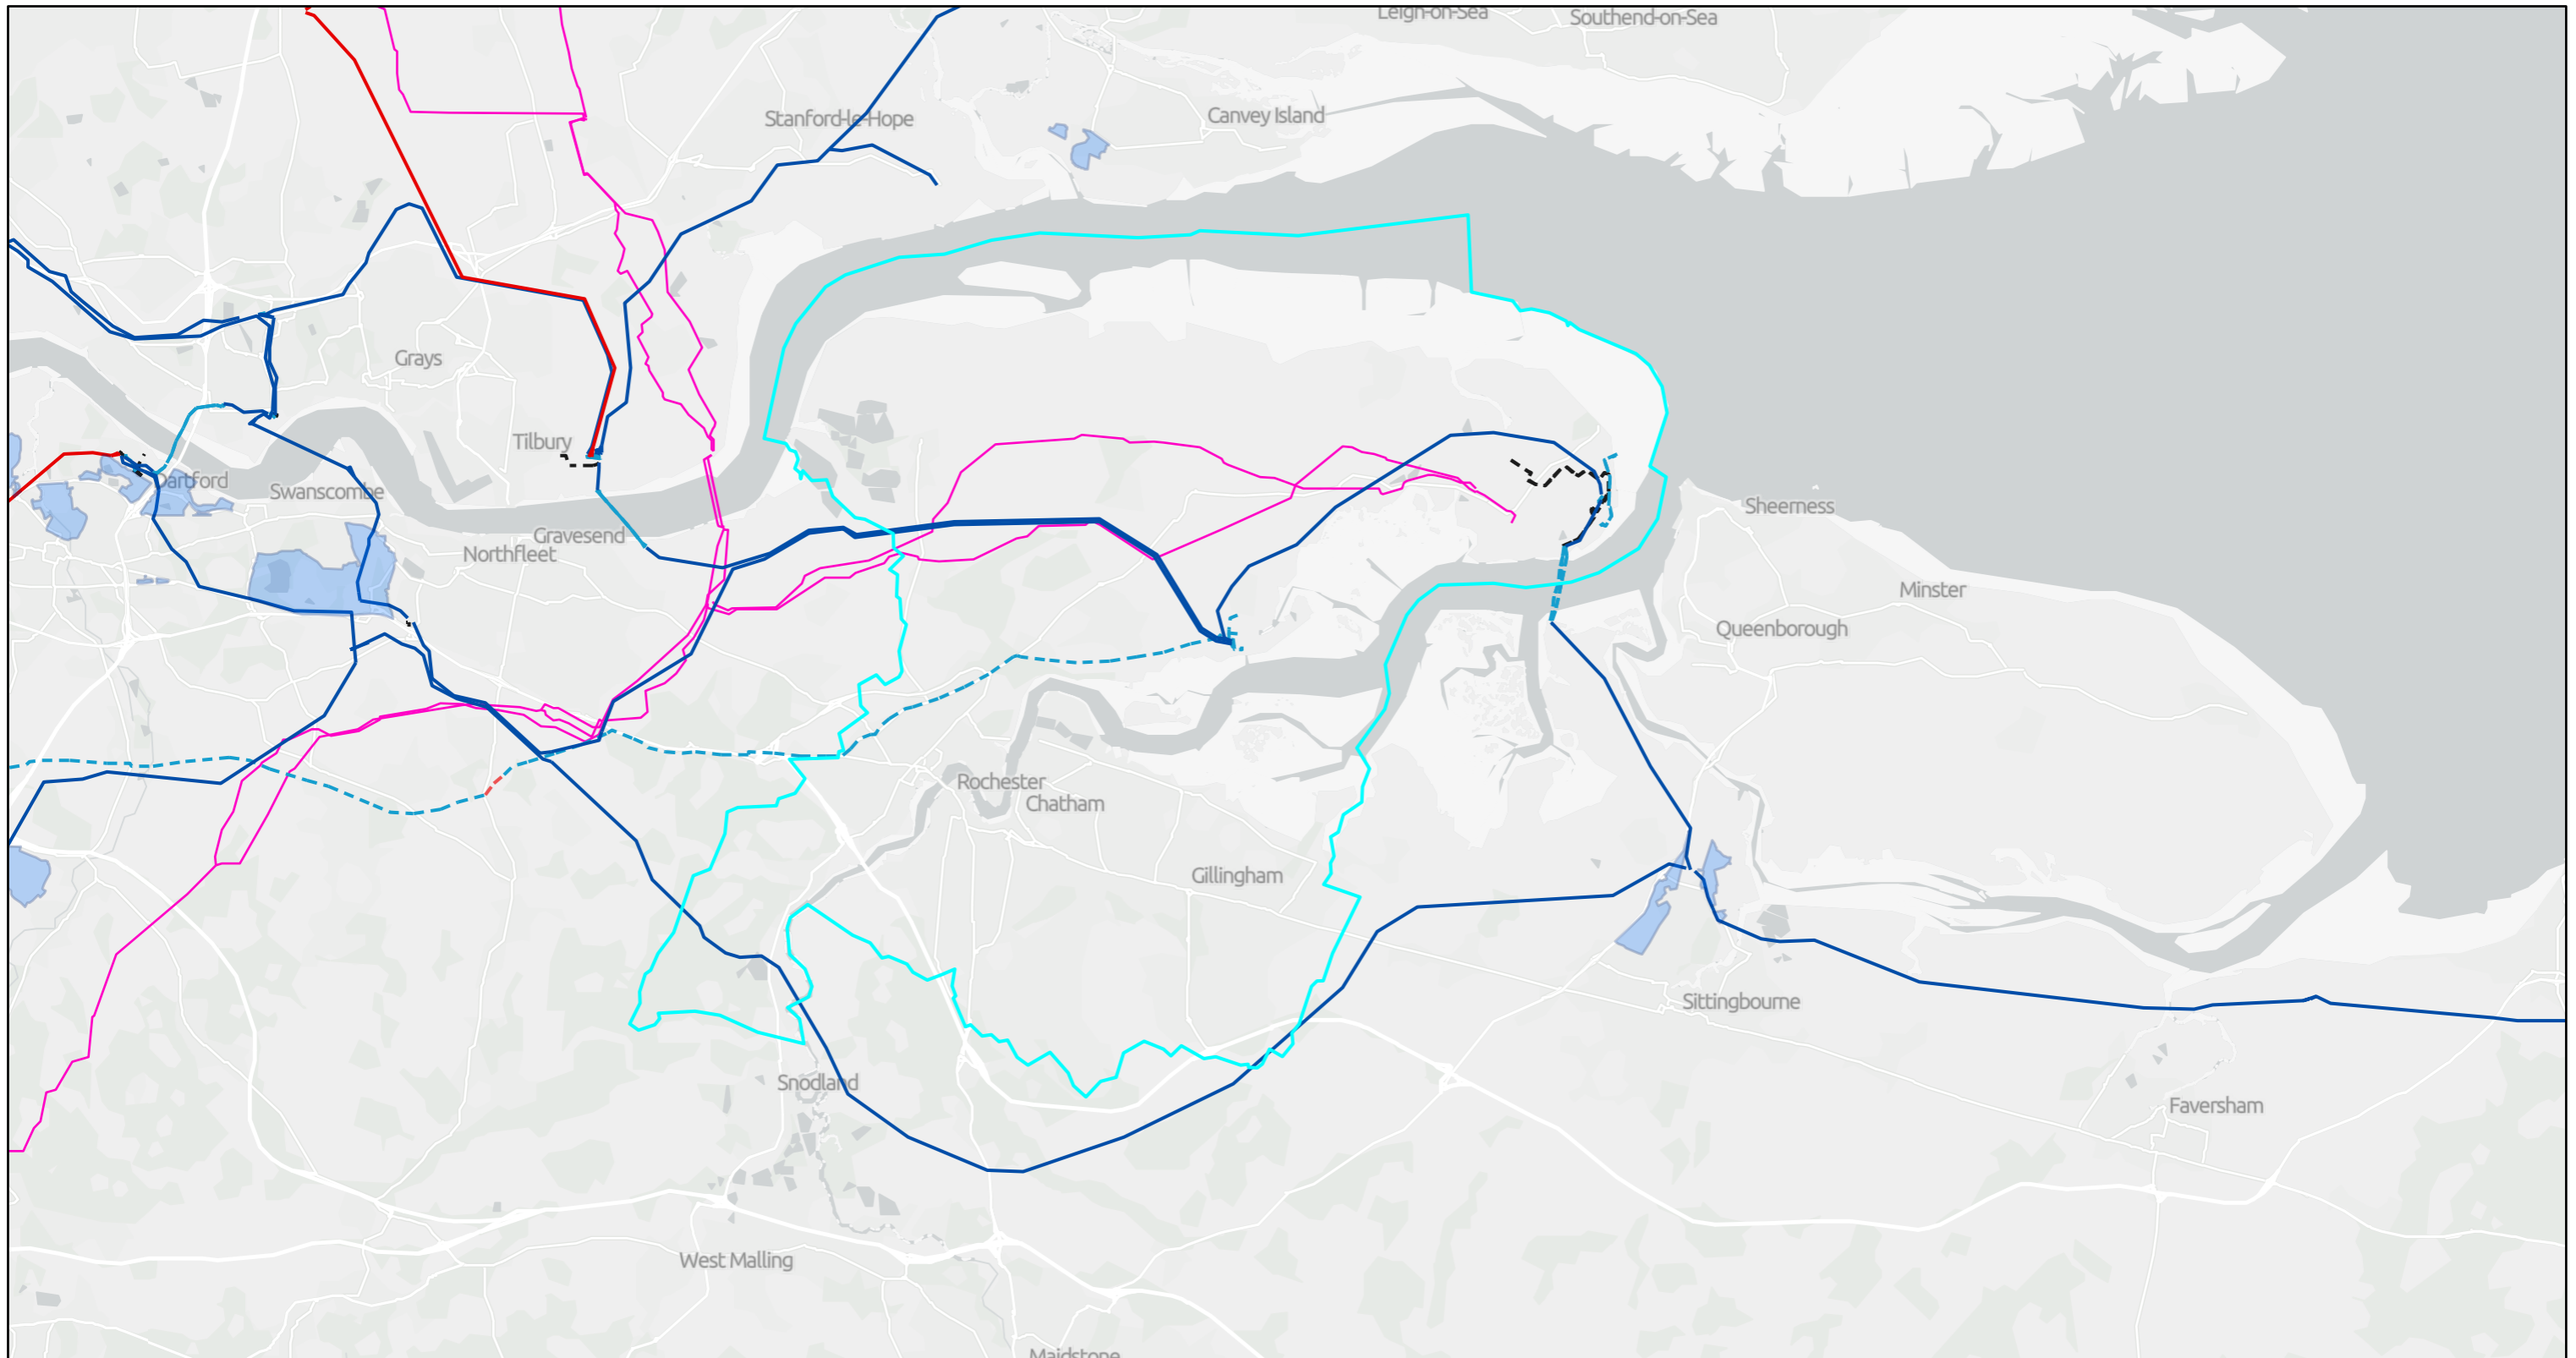 Leigh-on-Sea
Southend-on-Sea
Stanford-le-Hope
Canvey Island
Grays
Tilbury
Dartford
Swanscombe
Gravesend
Northfleet
Sheerness
Minster
Queenborough
Rochester
Chatham
Gillingham
Sittingbourne
Snodland
Faversham
West Malling
Maidstone